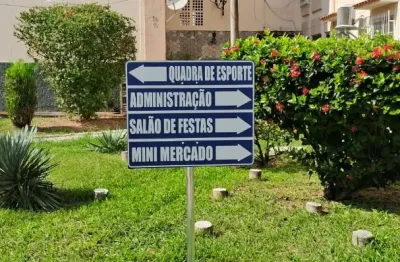 QUADRA DE ESPORTE
ADMINISTRAÇÃO
SALÃO DE FESTAS
MINI MERCADO